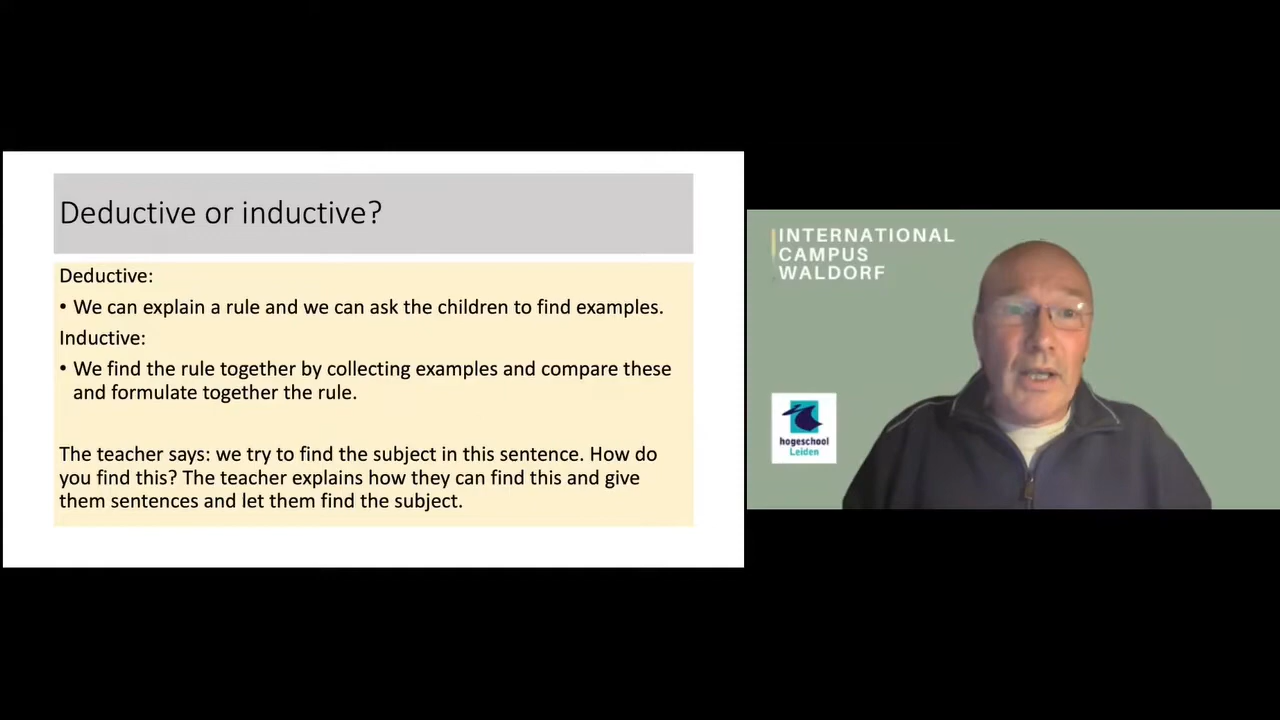 Deductive or inductive?
Deductive:
• We can explain a rule and we can ask the children to find examples.
Inductive:
• We find the rule together by collecting examples and compare these
and formulate together the rule.
The teacher says: we try to find the subject in this sentence. How do
you find this? The teacher explains how they can find this and give
them sentences and let them find the subject.
INTERNATIONAL
CAMPUS
WALDORF
hogeschool
Leiden